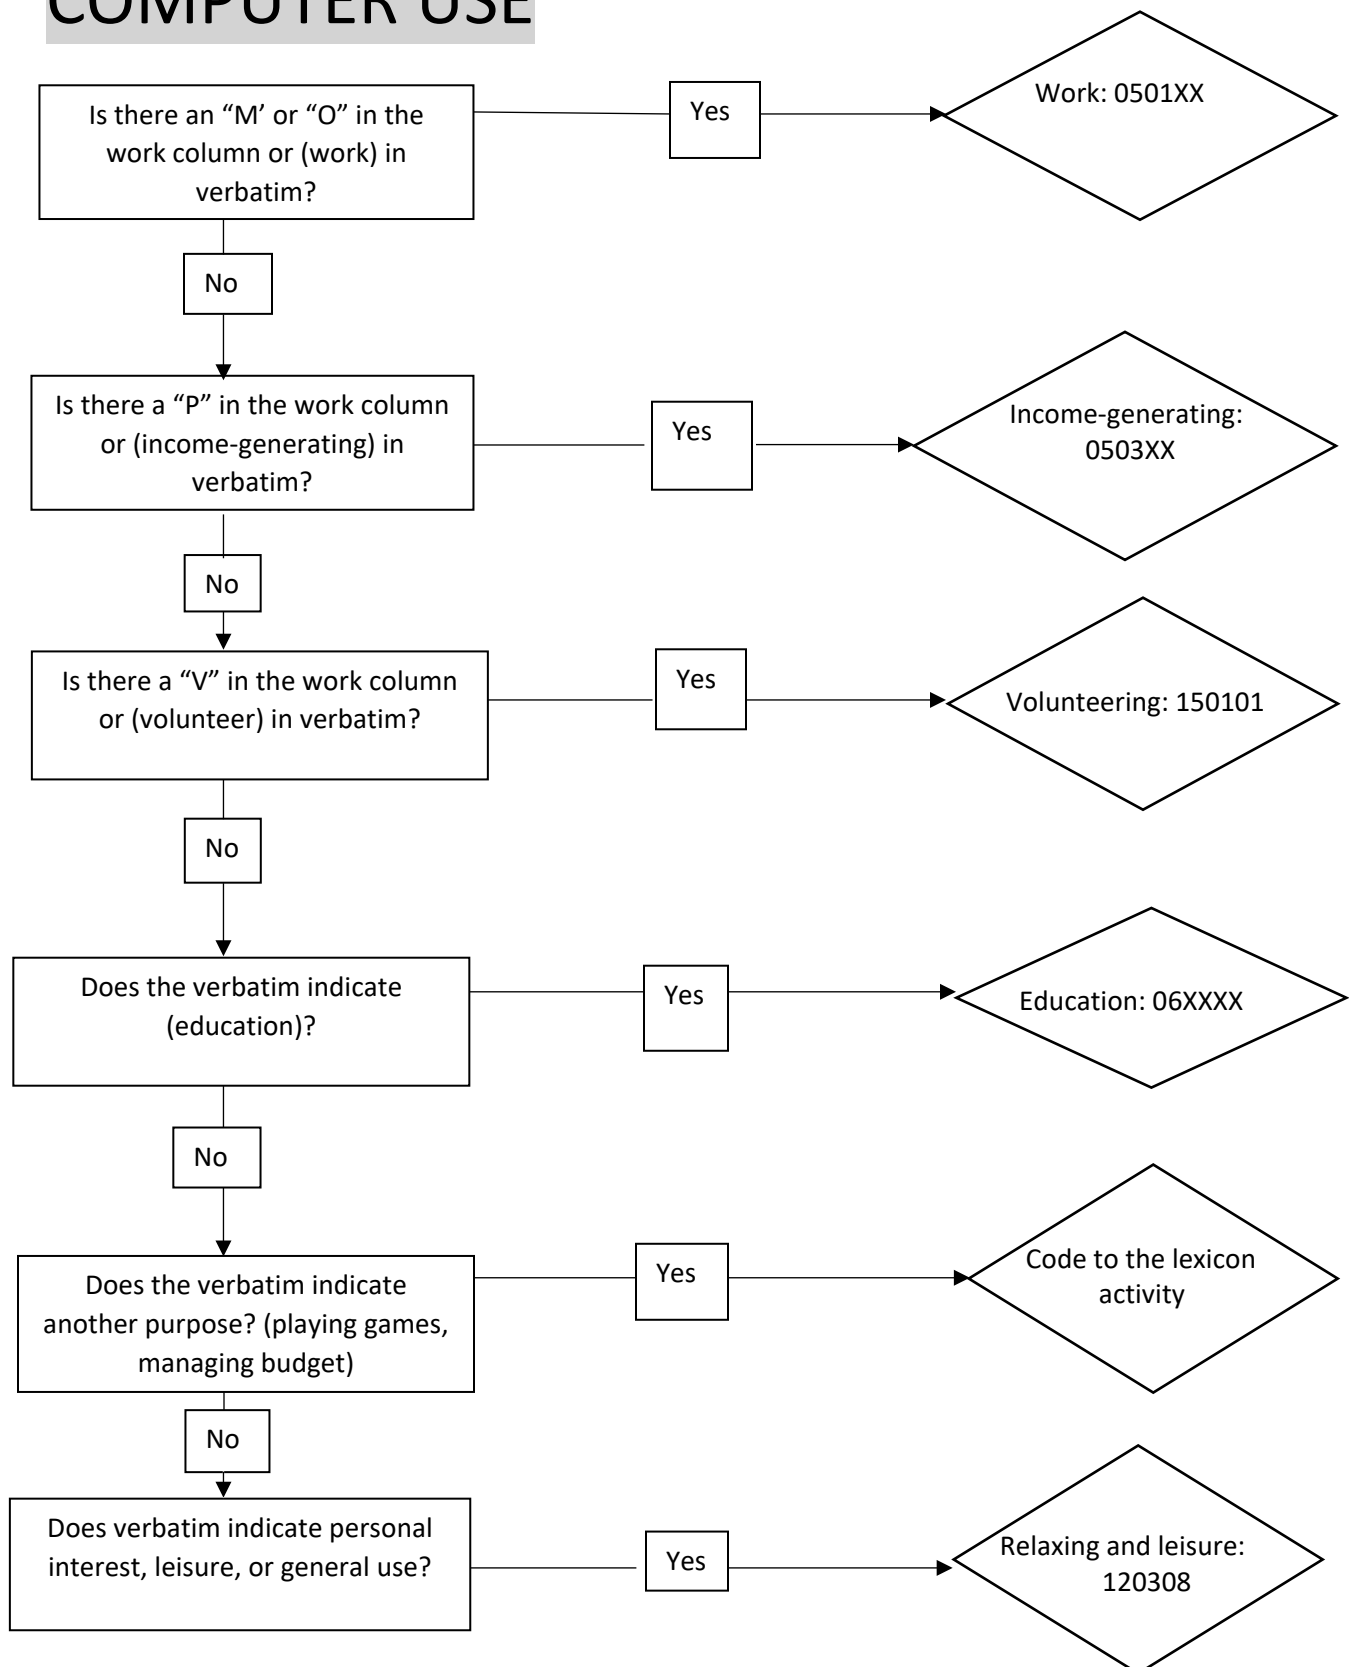 COMPUTER USE
Is there an “M’ or “O” in the
work column or (work) in
verbatim?
Yes
Work: 0501XX
No
Is there a “P” in the work column
or (income-generating) in
verbatim?
Yes
Income-generating:
0503XX
No
Is there a “V” in the work column
or (volunteer) in verbatim?
Yes
Volunteering: 150101
No
Does the verbatim indicate
(education)?
Yes
Education: 06XXXX
No
Does the verbatim indicate
another purpose? (playing games,
managing budget)
Yes
Code to the lexicon
activity
No
Does verbatim indicate personal
interest, leisure, or general use?
Yes
Relaxing and leisure:
120308